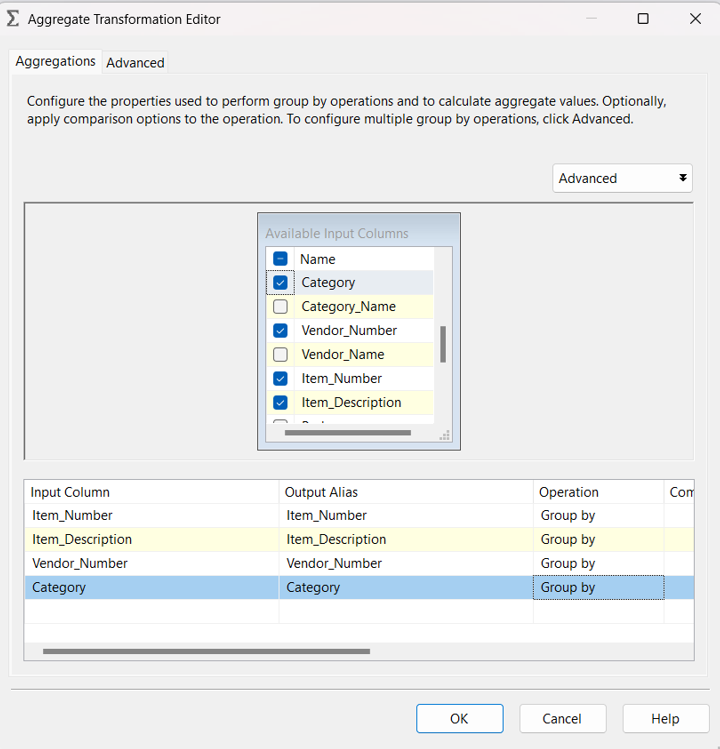 Aggregate Transformation Editor
Aggregations Advanced
Configure the properties used to perform group by operations and to calculate aggregate values. Optionally,
apply comparison options to the operation. To configure multiple group by operations, click Advanced.
Advanced
Available Input Columns
Name
Category
Category_Name
Vendor_Number
Vendor_Name
Item_Number
Item_Description
Input Column Output Alias Operation Com
Item_Number Item_Number Group by
Item_Description Item_Description Group by
Vendor_Number Vendor_Number Group by
Category Category Group by
OK Cancel Help